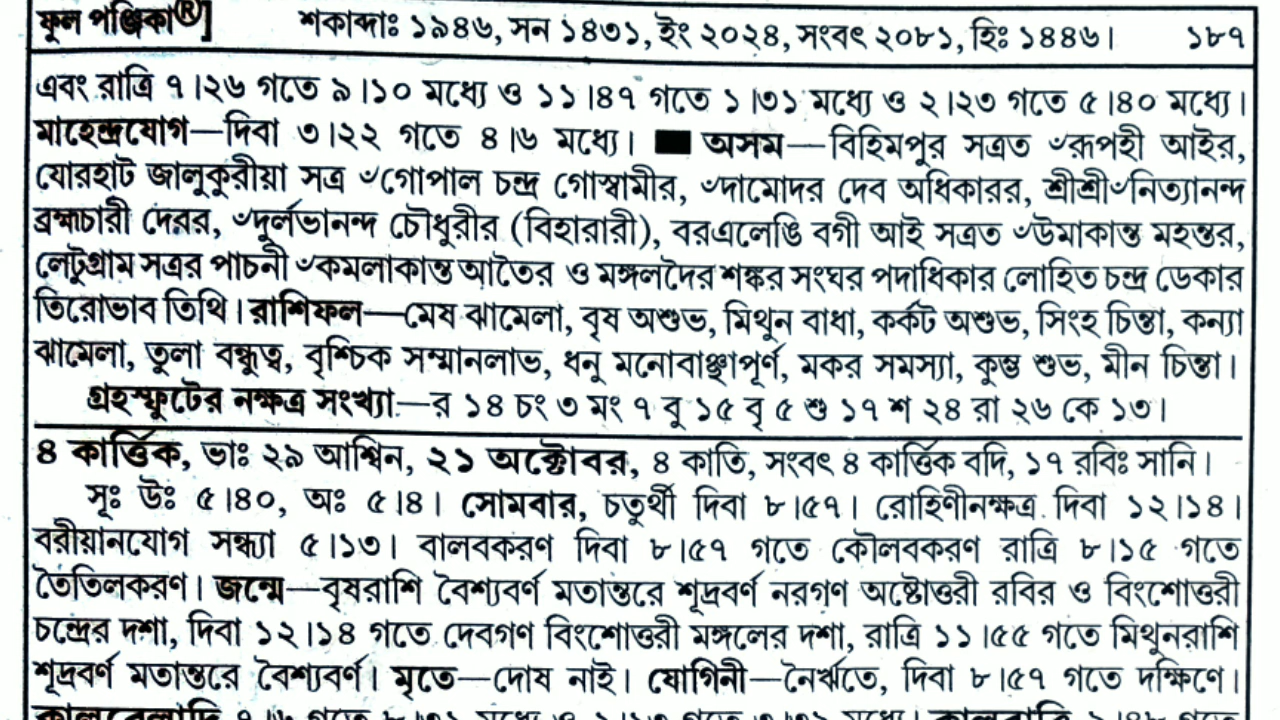 ফুল পঞ্জিকা®] শকাব্দাঃ ১৯৪৬, সন ১৪৩১, ইং ২০২৪, সংবৎ ২০৮১, হিঃ ১৪৪৬। ১৮৭
এবং রাত্রি ৭।২৬ গতে ৯।১০ মধ্যে ও ১১।৪৭ গতে ১।৩১ মধ্যে ও ২।২৩ গতে ৫।৪০ মধ্যে।
মাহেন্দ্রযোগ—দিবা ৩।২২ গতে ৪।৬ মধ্যে। ■ অসম—বিহিমপুর সত্রত ৺রূপহী আইর,
যোরহাট জালুকুরীয়া সত্র ৺গোপাল চন্দ্র গোস্বামীর, ৺দামোদর দেব অধিকারর, শ্রীশ্রী৺নিত্যানন্দ
ব্রহ্মচারী দেরর, ৺দুর্লভানন্দ চৌধুরীর (বিহারারী), বরএলেঙি বগী আই সত্রত ৺উমাকান্ত মহন্তর,
লেটুগ্রাম সত্রর পাচনী ৺কমলাকান্ত আতৈর ও মঙ্গলদৈর শঙ্কর সংঘর পদাধিকার লোহিত চন্দ্র ডেকার
তিরোভাব তিথি। রাশিফল—মেষ ঝামেলা, বৃষ অশুভ, মিথুন বাধা, কর্কট অশুভ, সিংহ চিন্তা, কন্যা
ঝামেলা, তুলা বন্ধুত্ব, বৃশ্চিক সম্মানলাভ, ধনু মনোবাঞ্ছাপূর্ণ, মকর সমস্যা, কুম্ভ শুভ, মীন চিন্তা।
গ্রহস্ফুটের নক্ষত্র সংখ্যা—র ১৪ চং ৩ মং ৭ বু ১৫ বৃ ৫ শু ১৭ শ ২৪ রা ২৬ কে ১৩।
৪ কার্ত্তিক, ভাঃ ২৯ আশ্বিন, ২১ অক্টোবর, ৪ কাতি, সংবৎ ৪ কার্ত্তিক বদি, ১৭ রবিঃ সানি।
সূঃ উঃ ৫।৪০, অঃ ৫।৪। সোমবার, চতুর্থী দিবা ৮।৫৭। রোহিণীনক্ষত্র দিবা ১২।১৪।
বরীয়ানযোগ সন্ধ্যা ৫।১৩। বালবকরণ দিবা ৮।৫৭ গতে কৌলবকরণ রাত্রি ৮।১৫ গতে
তৈতিলকরণ। জন্মে—বৃষরাশি বৈশ্যবর্ণ মতান্তরে শূদ্রবর্ণ নরগণ অষ্টোত্তরী রবির ও বিংশোত্তরী
চন্দ্রের দশা, দিবা ১২।১৪ গতে দেবগণ বিংশোত্তরী মঙ্গলের দশা, রাত্রি ১১।৫৫ গতে মিথুনরাশি
শূদ্রবর্ণ মতান্তরে বৈশ্যবর্ণ। মৃতে—দোষ নাই। যোগিনী—নৈর্ঋতে, দিবা ৮।৫৭ গতে দক্ষিণে।